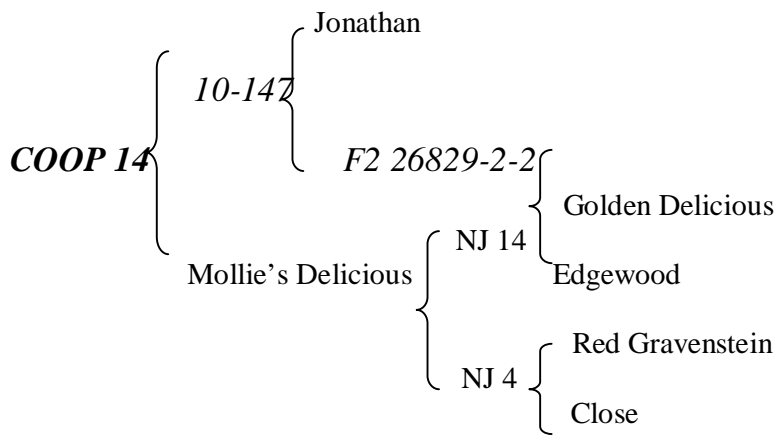 Jonathan
10-147
COOP 14
F2 26829-2-2
Golden Delicious
NJ 14
Mollie’s Delicious
Edgewood
Red Gravenstein
NJ 4
Close